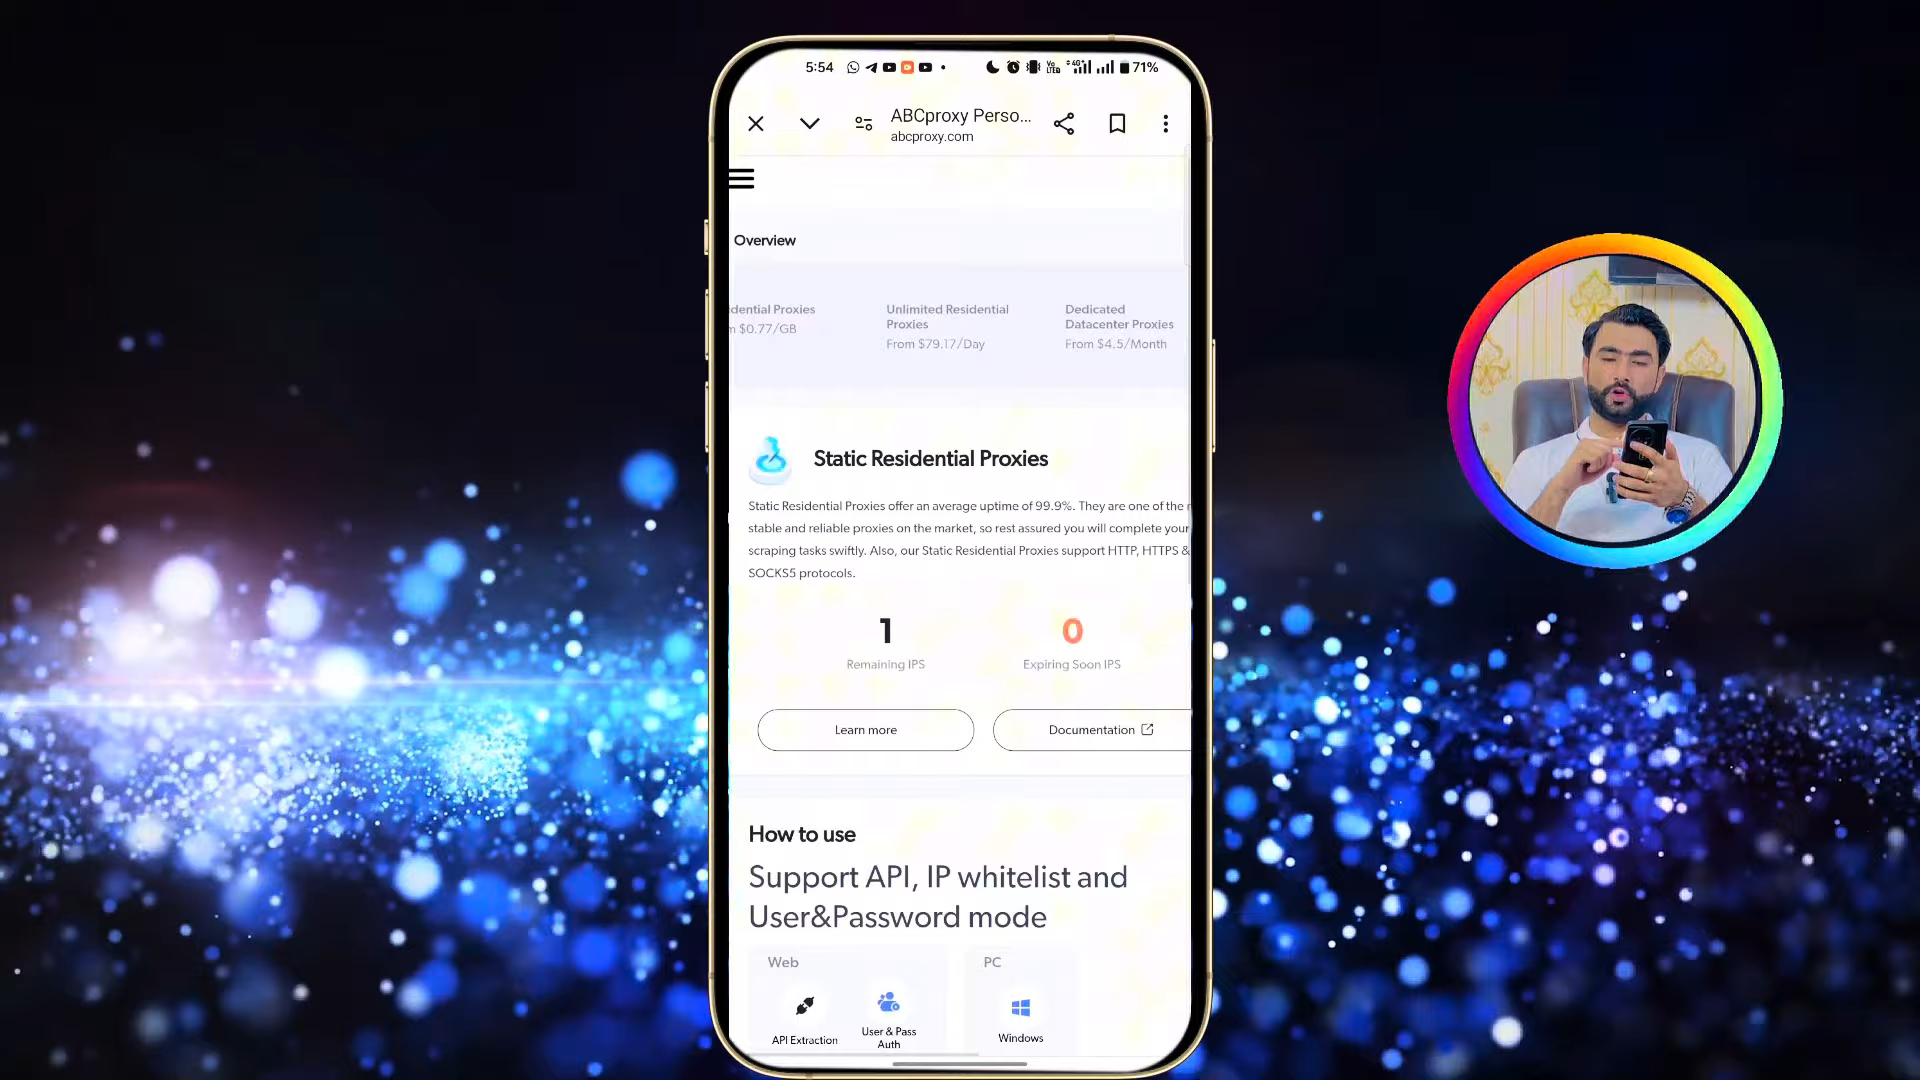 5:54
Vo
LTED
4G+
71%
ABCproxy Perso...
abcproxy.com
Overview
idential Proxies
$0.77/GB
Unlimited Residential
Proxies
From $79.17/Day
Dedicated
Datacenter Proxies
From $4.5/Month
Static Residential Proxies
Static Residential Proxies offer an average uptime of 99.9%. They are one of the
stable and reliable proxies on the market, so rest assured you will complete your
scraping tasks swiftly. Also, our Static Residential Proxies support HTTP, HTTPS &
SOCKS5 protocols.
1
Remaining IPS
0
Expiring Soon IPS
Learn more
Documentation
How to use
Support API, IP whitelist and
User&Password mode
Web
API Extraction
User & Pass
Auth
PC
Windows